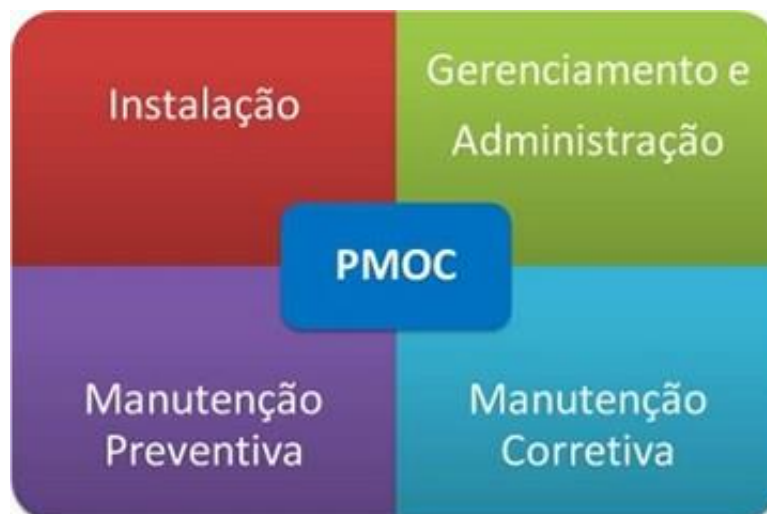 Instalação
Gerenciamento e
Administração
PMOC
Manutenção
Preventiva
Manutenção
Corretiva